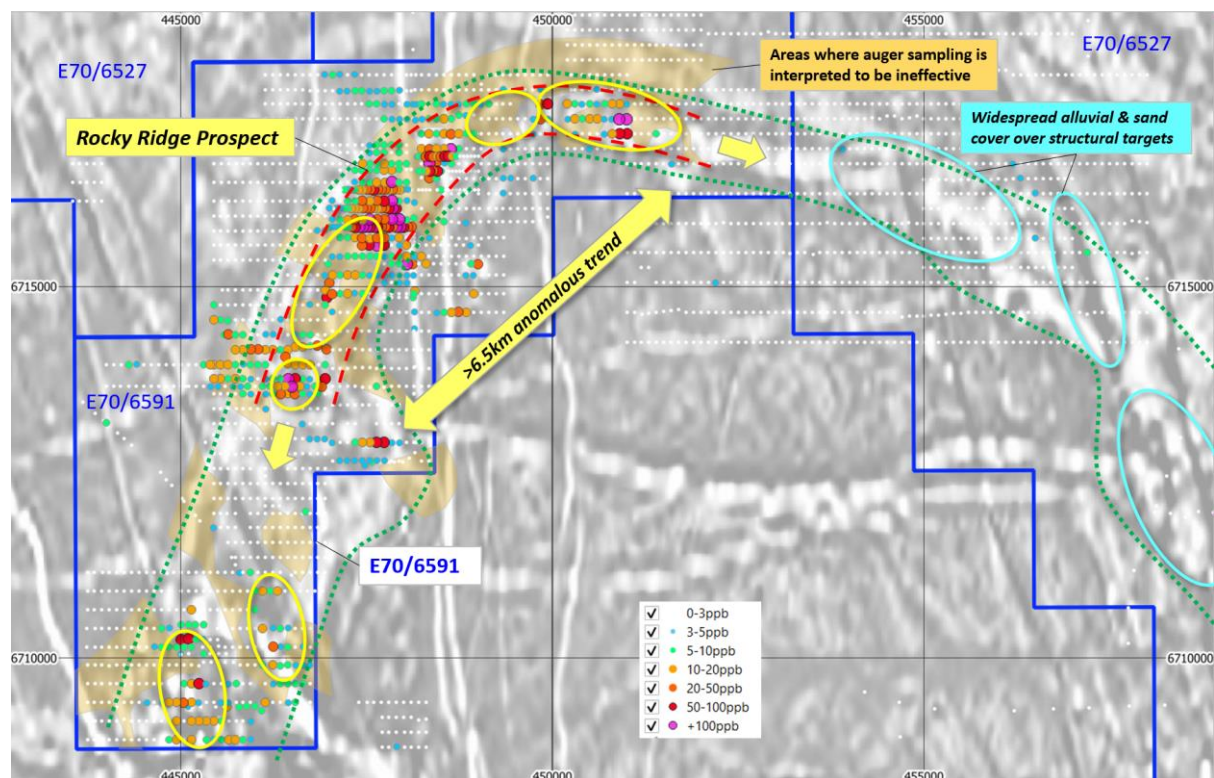 445000
450000
455000
E70/6527
E70/6527
Areas where auger sampling is
interpreted to be ineffective
Rocky Ridge Prospect
Widespread alluvial & sand
cover over structural targets
6715000
6715000
>6.5km anomalous trend
E70/6591
E70/6591
0-3ppb
3-5ppb
5-10ppb
10-20ppb
20-50ppb
50-100ppb
+100ppb
6710000
6710000
445000
450000
455000